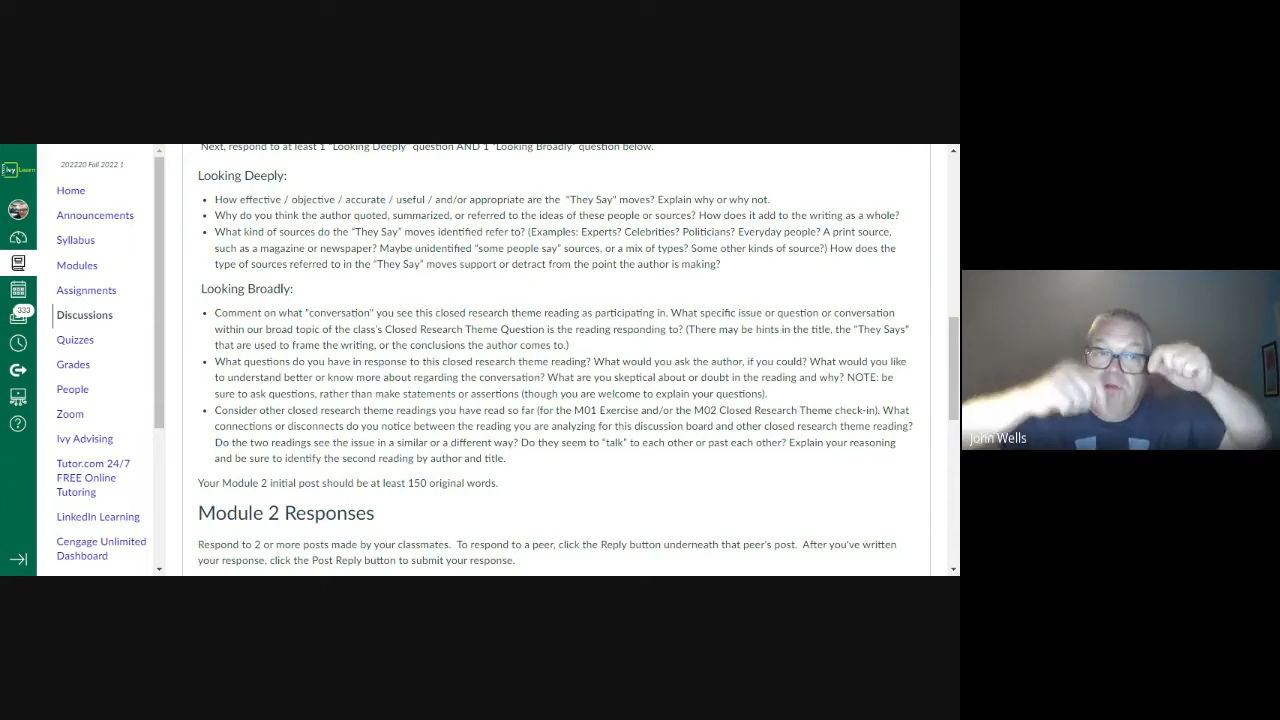 Ivy Learn
333
202220 Fall 2022 1
Home
Announcements
Syllabus
Modules
Assignments
Discussions
Quizzes
Grades
People
Zoom
Ivy Advising
Tutor.com 24/7
FREE Online
Tutoring
LinkedIn Learning
Cengage Unlimited
Dashboard
Next, respond to at least 1 "Looking Deeply" question AND 1 "Looking Broadly" question below.
Looking Deeply:
How effective / objective / accurate / useful / and/or appropriate are the "They Say" moves? Explain why or why not.
Why do you think the author quoted, summarized, or referred to the ideas of these people or sources? How does it add to the writing as a whole?
What kind of sources do the "They Say" moves identified refer to? (Examples: Experts? Celebrities? Politicians? Everyday people? A print source,
such as a magazine or newspaper? Maybe unidentified "some people say" sources, or a mix of types? Some other kinds of source?) How does the
type of sources referred to in the "They Say" moves support or detract from the point the author is making?
Looking Broadly:
Comment on what "conversation" you see this closed research theme reading as participating in. What specific issue or question or conversation
within our broad topic of the class's Closed Research Theme Question is the reading responding to? (There may be hints in the title, the "They Says"
that are used to frame the writing, or the conclusions the author comes to.)
What questions do you have in response to this closed research theme reading? What would you ask the author, if you could? What would you like
to understand better or know more about regarding the conversation? What are you skeptical about or doubt in the reading and why? NOTE: be
sure to ask questions, rather than make statements or assertions (though you are welcome to explain your questions).
Consider other closed research theme readings you have read so far (for the M01 Exercise and/or the M02 Closed Research Theme check-in). What
connections or disconnects do you notice between the reading you are analyzing for this discussion board and other closed research theme reading?
Do the two readings see the issue in a similar or a different way? Do they seem to "talk" to each other or past each other? Explain your reasoning
and be sure to identify the second reading by author and title.
Your Module 2 initial post should be at least 150 original words.
Module 2 Responses
Respond to 2 or more posts made by your classmates. To respond to a peer, click the Reply button underneath that peer's post. After you've written
your response, click the Post Reply button to submit your response.
John Wells